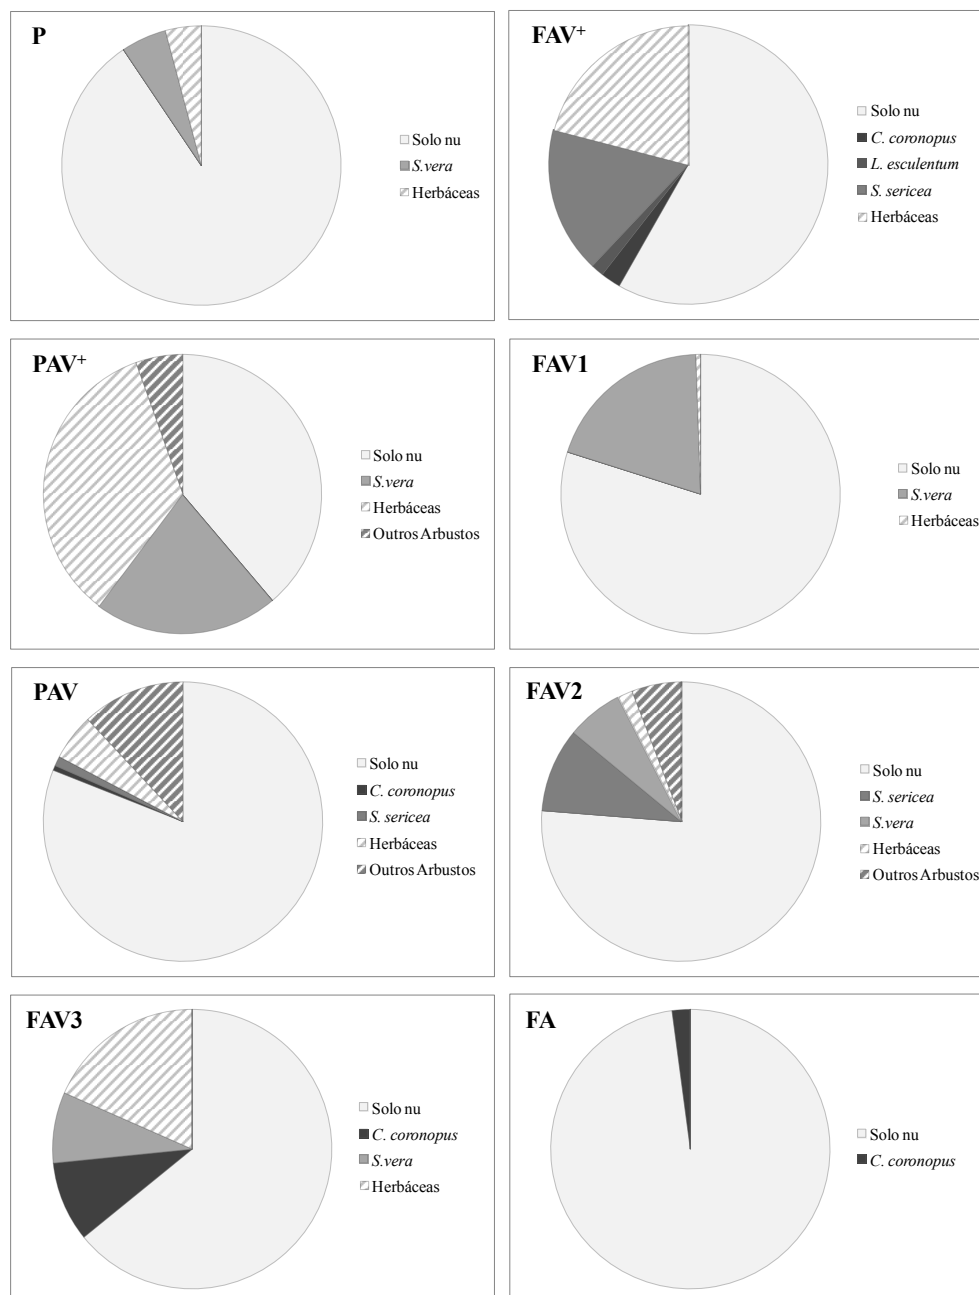 P
Solo nu
S.vera
Herbáceas
FAV+
Solo nu
C. coronopus
L. esculentum
S. sericea
Herbáceas
PAV+
Solo nu
S.vera
Herbáceas
Outros Arbustos
FAV1
Solo nu
S.vera
Herbáceas
PAV
Solo nu
C. coronopus
S. sericea
Herbáceas
Outros Arbustos
FAV2
Solo nu
S. sericea
S.vera
Herbáceas
Outros Arbustos
FAV3
Solo nu
C. coronopus
S.vera
Herbáceas
FA
Solo nu
C. coronopus